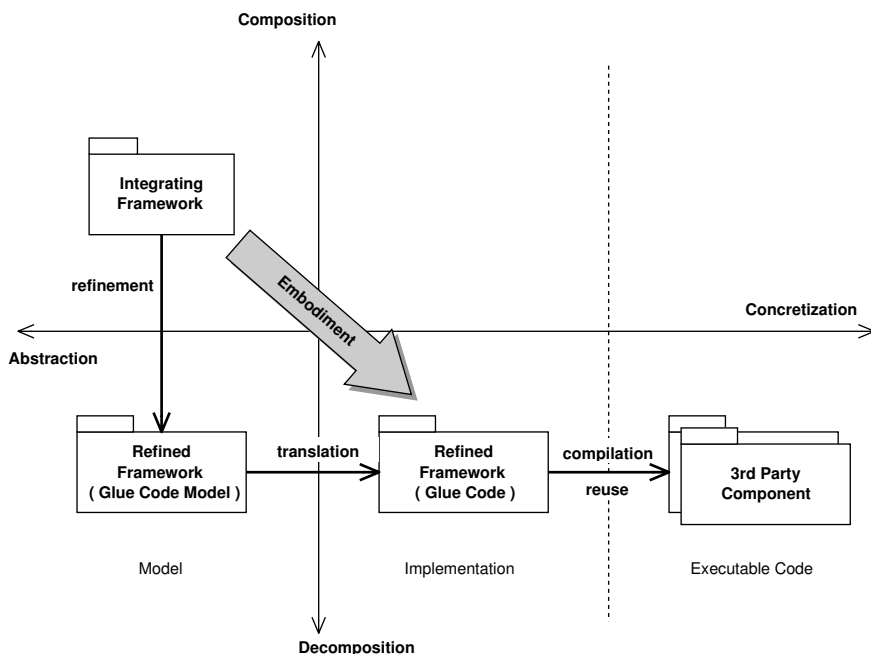 Composition
Integrating
Framework
refinement
Embodiment
Concretization
Abstraction
Refined
Framework
( Glue Code Model )
translation
Refined
Framework
( Glue Code )
compilation
reuse
3rd Party
Component
Model
Implementation
Executable Code
Decomposition